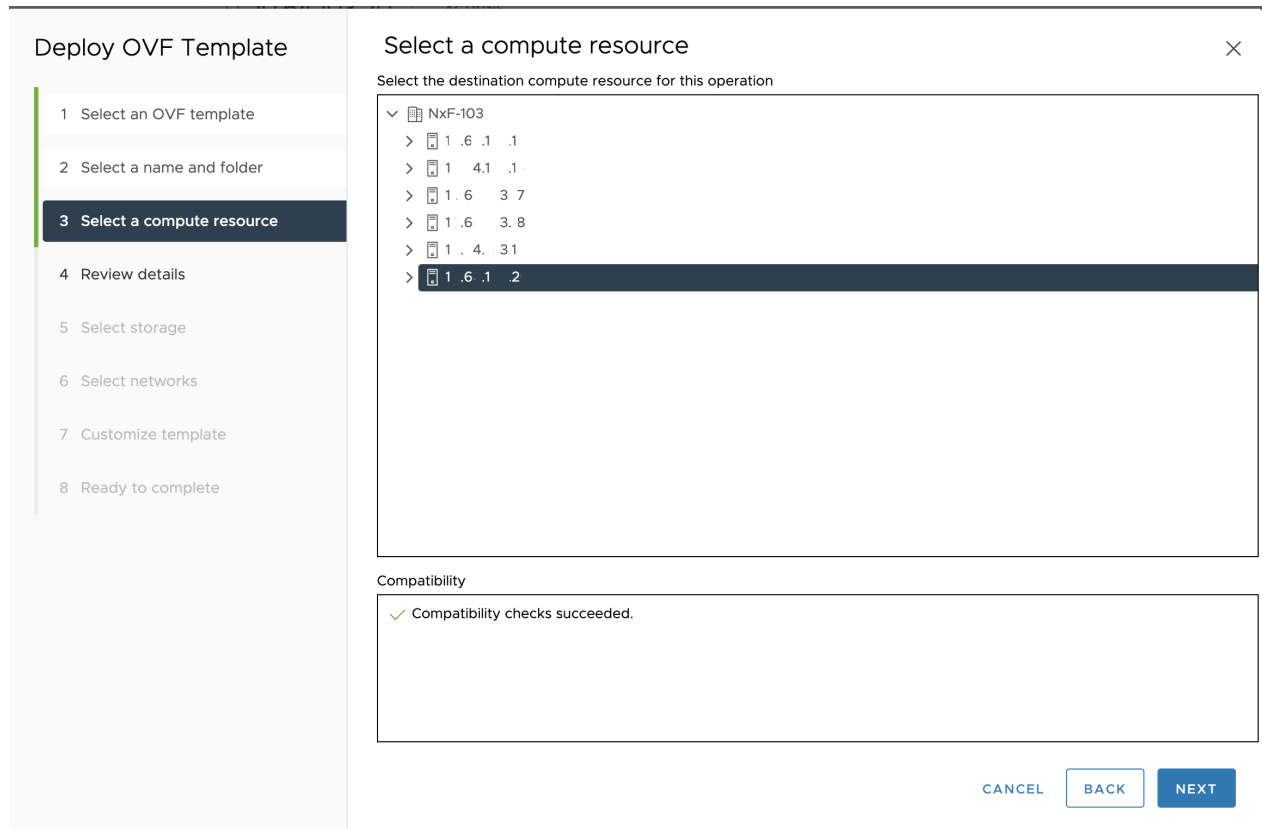 Deploy OVF Template
1 Select an OVF template
2 Select a name and folder
3 Select a compute resource
4 Review details
5 Select storage
6 Select networks
7 Customize template
8 Ready to complete
Select a compute resource
Select the destination compute resource for this operation
NxF-103
Compatibility
Compatibility checks succeeded.
CANCEL BACK NEXT